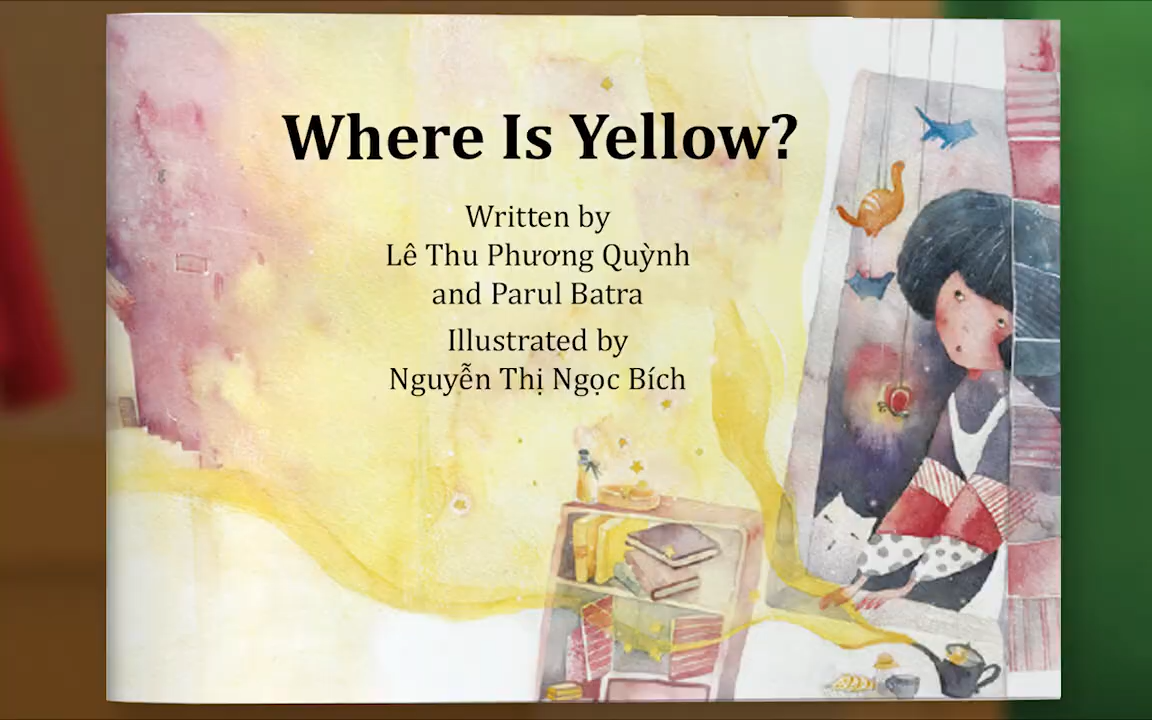 Where Is Yellow?
Written by
Lê Thu Phương Quỳnh
and Parul Batra
Illustrated by
Nguyễn Thị Ngọc Bích